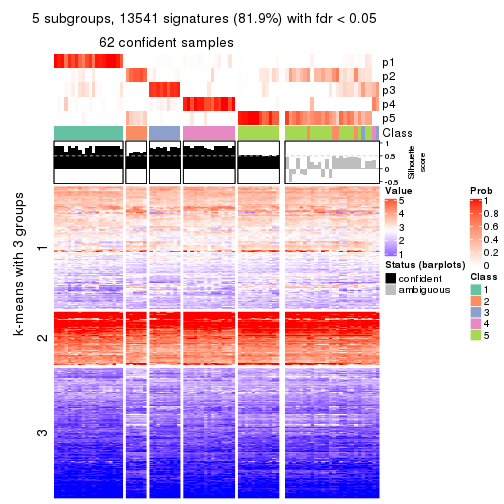 5 subgroups, 13541 signatures (81.9%) with fdr < 0.05
62 confident samples
p1
p2
p3
p4
p5
Class
1
0.5
0
-0.5
Silhouette
score
k-means with 3 groups
1
2
3
Value
5
4
3
2
1
Status (barplots)
confident
ambiguous
Prob
1
0.8
0.6
0.4
0.2
0
Class
1
2
3
4
5